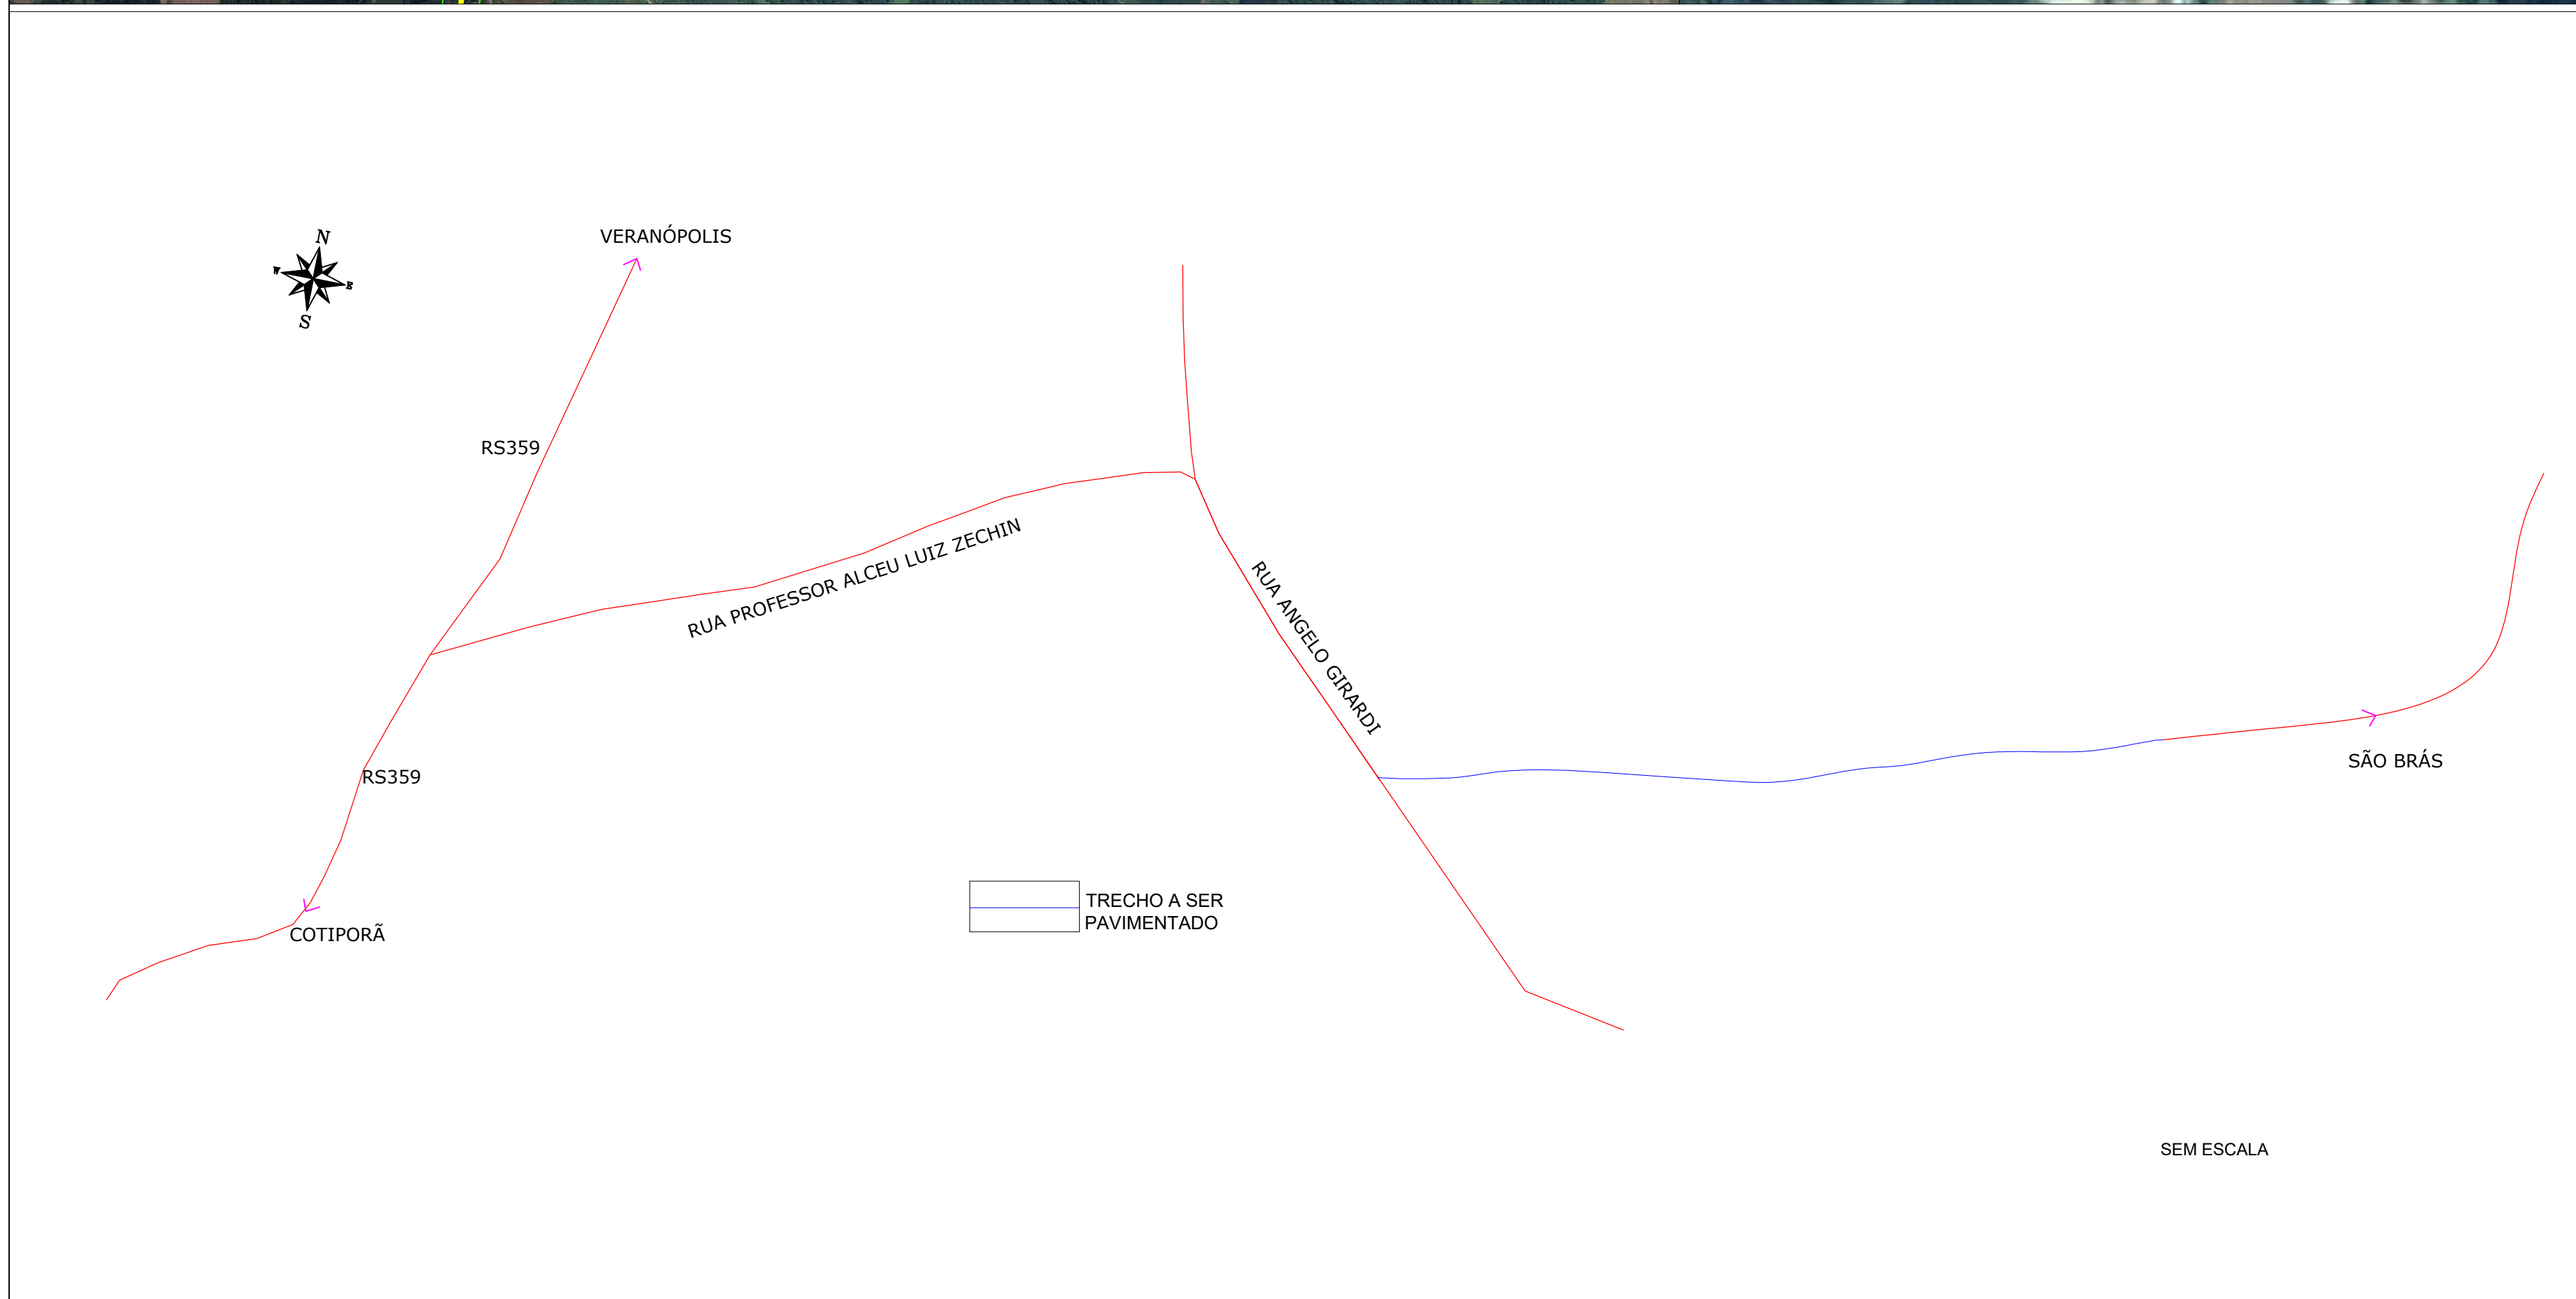 N
VERANÓPOLIS
W
E
S
RS359
RUA PROFESSOR ALCEU LUIZ ZECHIN
RUA ANGELO GIRARDI
SÃO BRÁS
RS359
TRECHO A SER
PAVIMENTADO
COTIPORÃ
SEM ESCALA